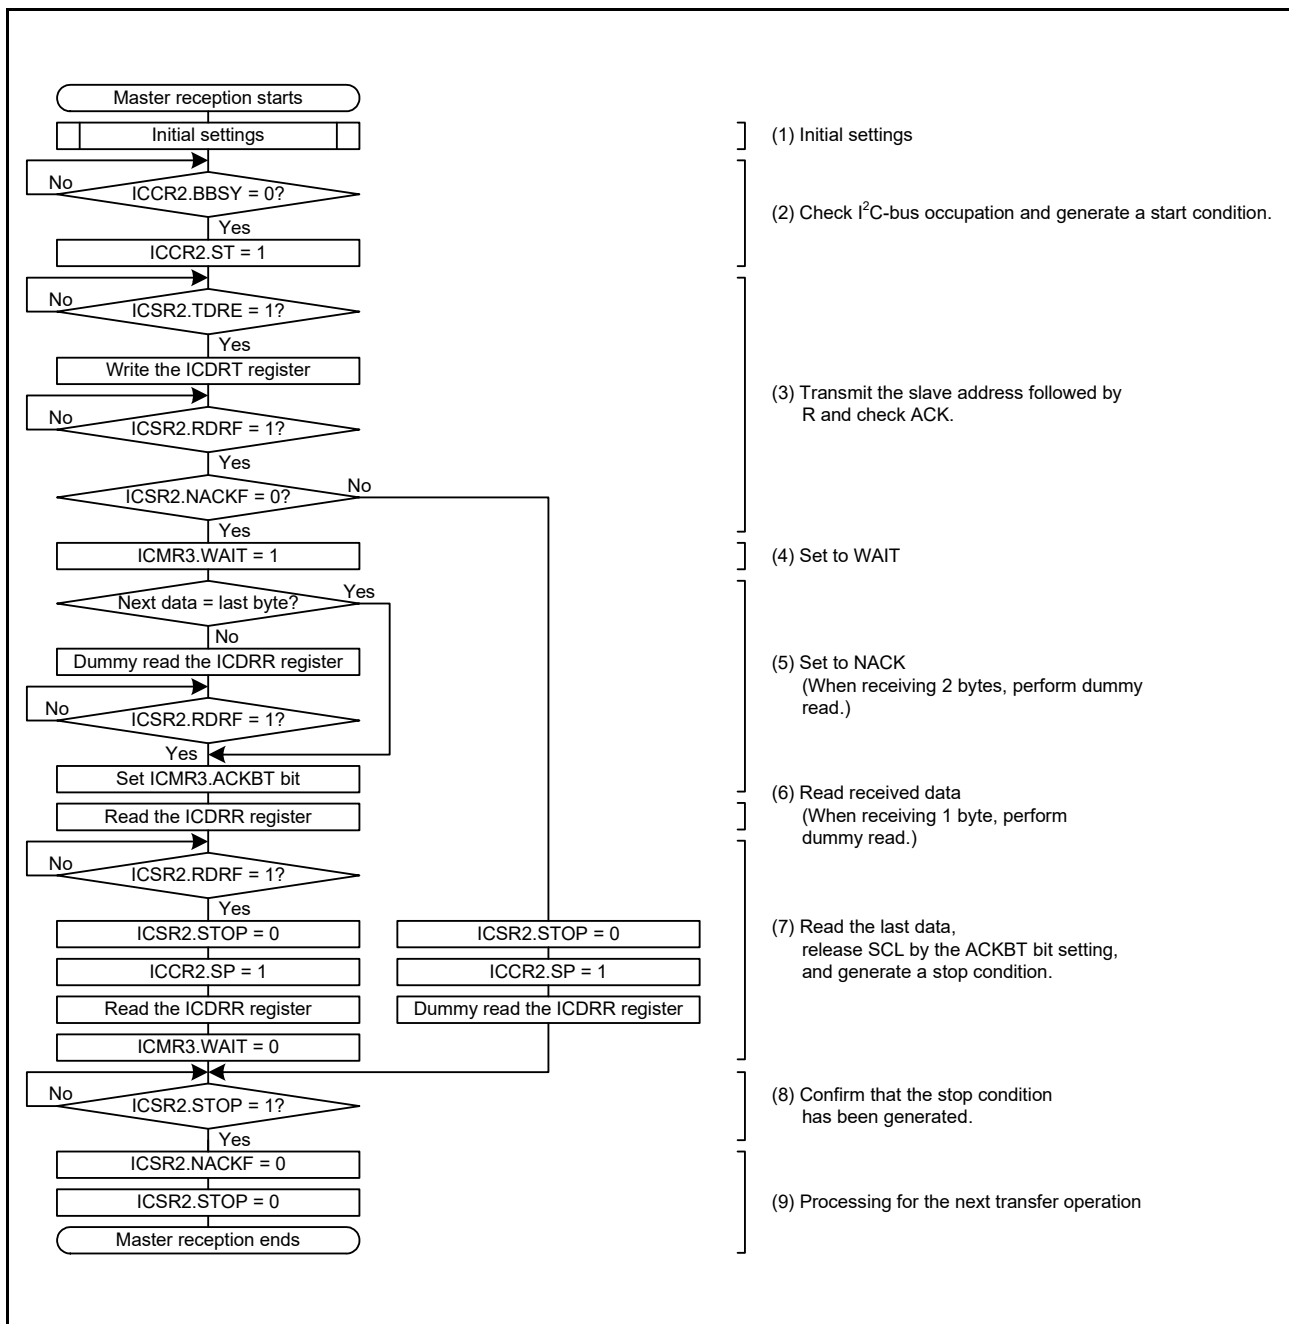 Master reception starts
Initial settings
(1) Initial settings
No
ICCR2.BBSY = 0?
Yes
(2) Check I²C-bus occupation and generate a start condition.
ICCR2.ST = 1
No
ICSR2.TDRE = 1?
Yes
Write the ICDRT register
(3) Transmit the slave address followed by
R and check ACK.
No
ICSR2.RDRF = 1?
Yes
ICSR2.NACKF = 0?
No
Yes
ICMR3.WAIT = 1
(4) Set to WAIT
Next data = last byte?
Yes
No
Dummy read the ICDRR register
(5) Set to NACK
(When receiving 2 bytes, perform dummy
read.)
No
ICSR2.RDRF = 1?
Yes
Set ICMR3.ACKBT bit
(6) Read received data
(When receiving 1 byte, perform
dummy read.)
Read the ICDRR register
No
ICSR2.RDRF = 1?
Yes
ICSR2.STOP = 0
ICCR2.SP = 1
Read the ICDRR register
ICMR3.WAIT = 0
ICSR2.STOP = 0
ICCR2.SP = 1
Dummy read the ICDRR register
(7) Read the last data,
release SCL by the ACKBT bit setting,
and generate a stop condition.
No
ICSR2.STOP = 1?
Yes
(8) Confirm that the stop condition
has been generated.
ICSR2.NACKF = 0
ICSR2.STOP = 0
(9) Processing for the next transfer operation
Master reception ends